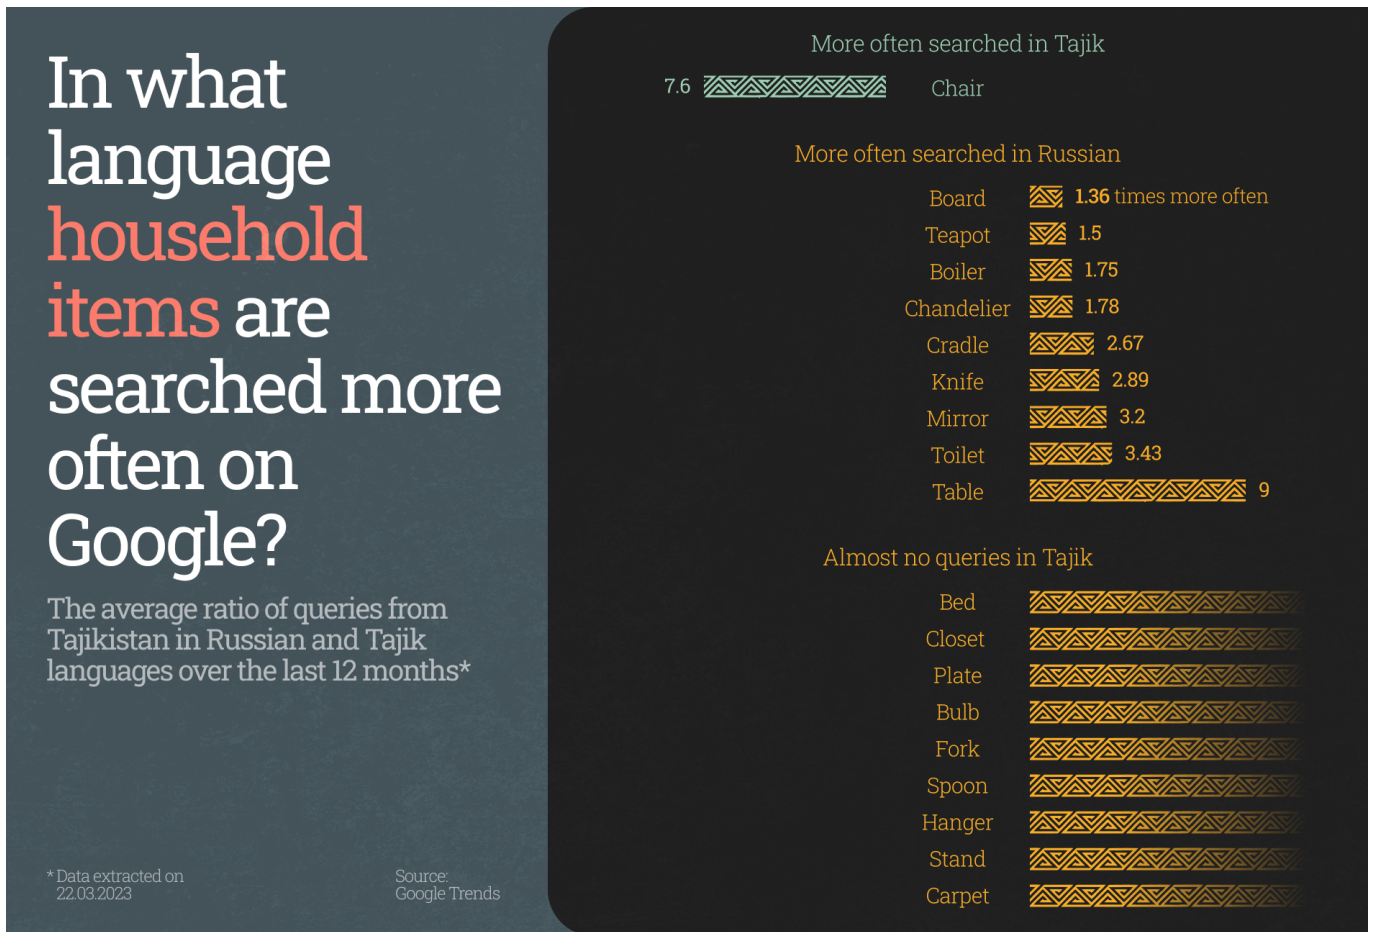 In what
language
household
items are
searched more
often on
Google?
The average ratio of queries from
Tajikistan in Russian and Tajik
languages over the last 12 months*
* Data extracted on
22.03.2023
Source:
Google Trends
More often searched in Tajik
7.6 Chair
More often searched in Russian
Board 1.36 times more often
Teapot 1.5
Boiler 1.75
Chandelier 1.78
Cradle 2.67
Knife 2.89
Mirror 3.2
Toilet 3.43
Table 9
Almost no queries in Tajik
Bed
Closet
Plate
Bulb
Fork
Spoon
Hanger
Stand
Carpet